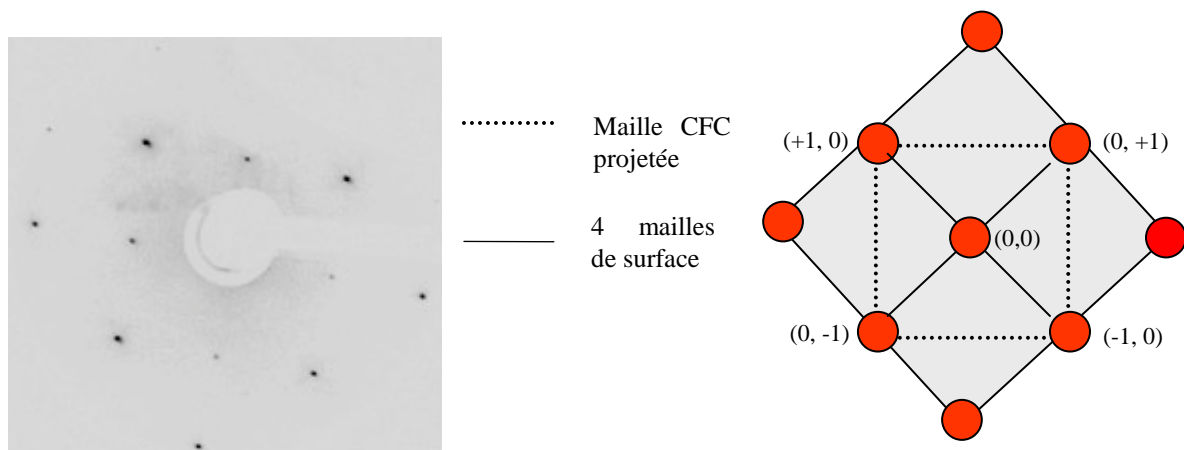 Maille CFC
projetée
4 mailles
de surface
(+1, 0)
(0, +1)
(0,0)
(0, -1)
(-1, 0)